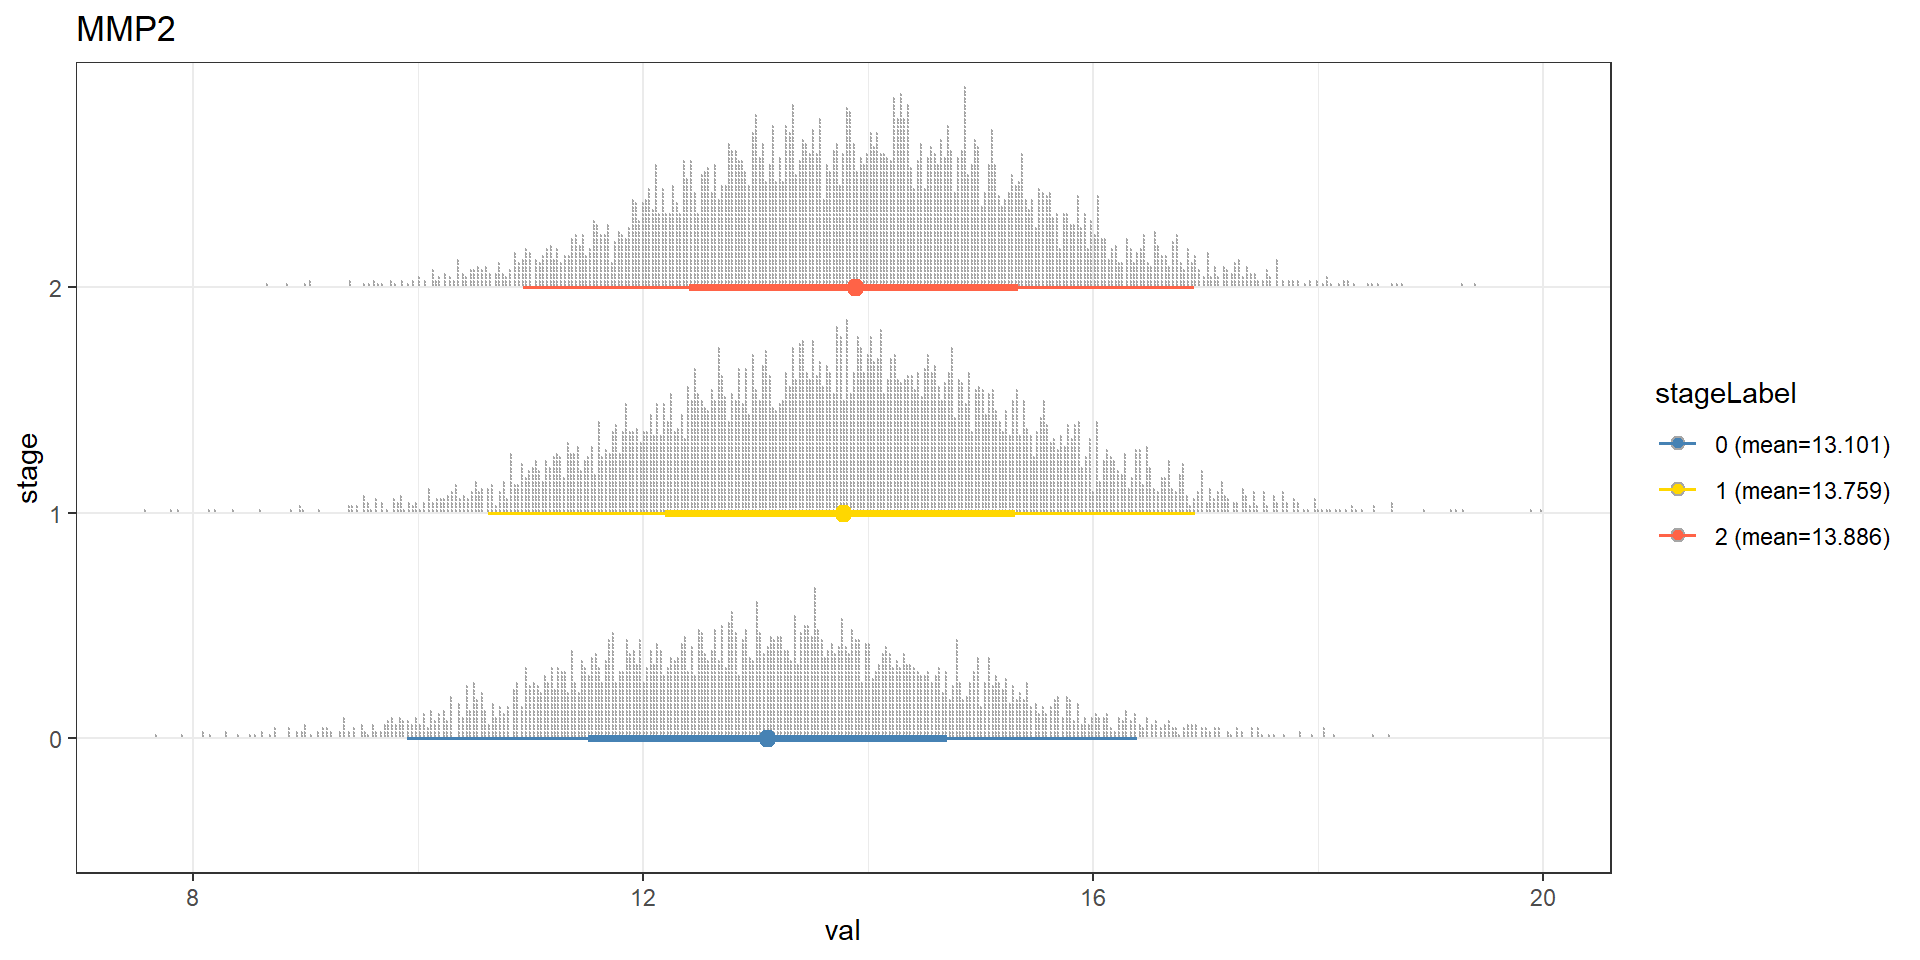 MMP2
stage
2
1
0
8
12
16
20
val
stageLabel
0 (mean=13.101)
1 (mean=13.759)
2 (mean=13.886)